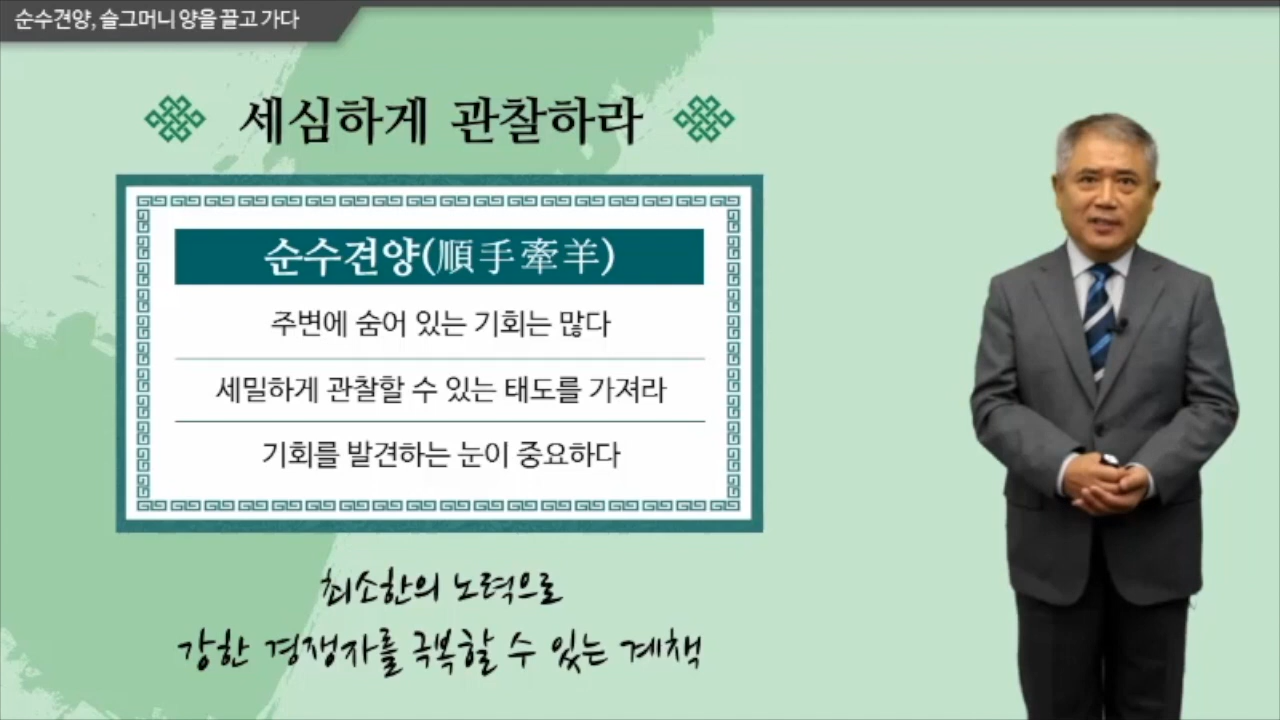 순수견양, 슬그머니 양을 끌고 가다
세심하게 관찰하라
순수견양(順手牽羊)
주변에 숨어 있는 기회는 많다
세밀하게 관찰할 수 있는 태도를 가져라
기회를 발견하는 눈이 중요하다
최소한의 노력으로
강한 경쟁자를 극복할 수 있는 계책